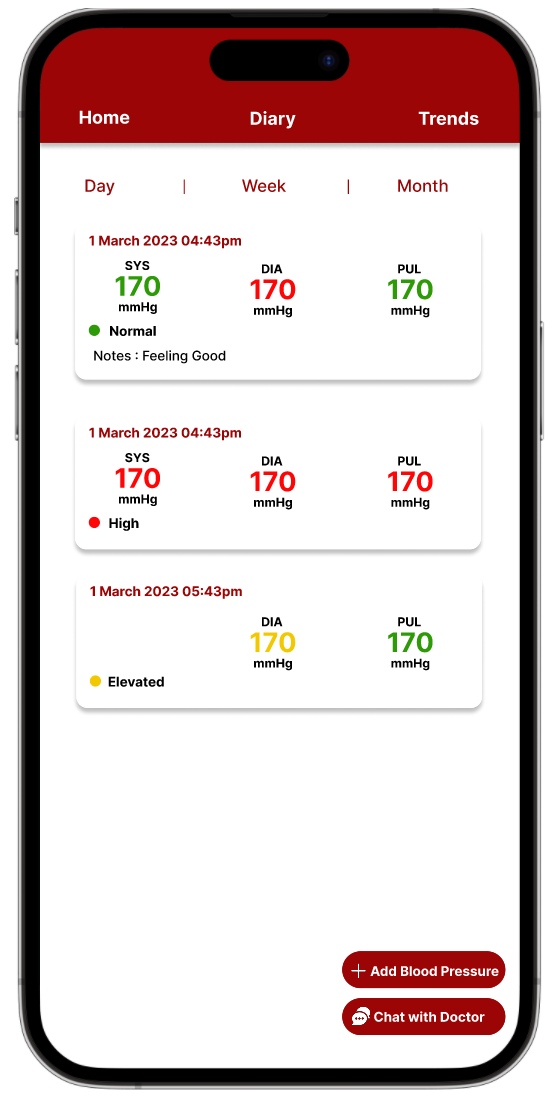 Home Diary Trends
Day | Week | Month
1 March 2023 04:43pm
SYS DIA PUL
170 170 170
mmHg mmHg mmHg
Normal
Notes : Feeling Good
1 March 2023 04:43pm
SYS DIA PUL
170 170 170
mmHg mmHg mmHg
High
1 March 2023 05:43pm
DIA PUL
170 170
mmHg mmHg
Elevated
Add Blood Pressure
Chat with Doctor